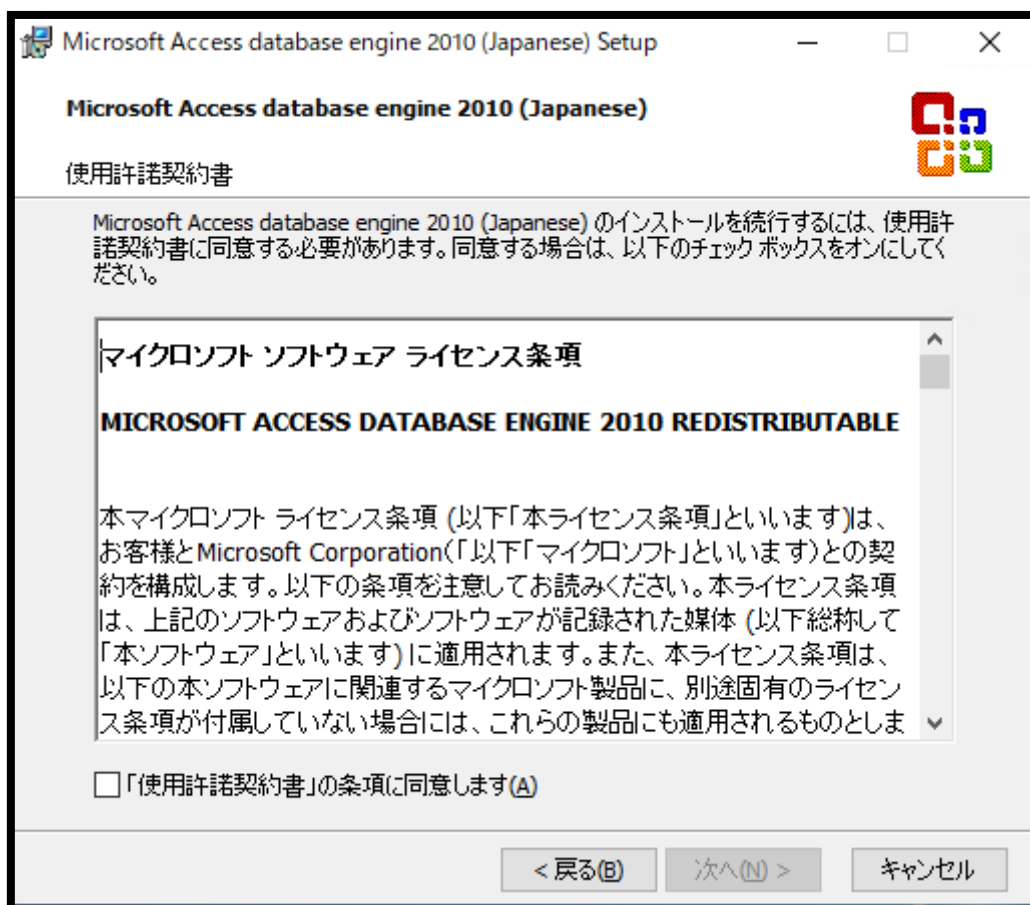 Microsoft Access database engine 2010 (Japanese) Setup
Microsoft Access database engine 2010 (Japanese)
使用許諾契約書
Microsoft Access database engine 2010 (Japanese) のインストールを続行するには、使用許
諾契約書に同意する必要があります。同意する場合は、以下のチェック ボックスをオンにしてく
ださい。
マイクロソフト ソフトウェア ライセンス条項
MICROSOFT ACCESS DATABASE ENGINE 2010 REDISTRIBUTABLE
本マイクロソフト ライセンス条項 (以下「本ライセンス条項」といいます)は、
お客様とMicrosoft Corporation(「以下「マイクロソフト」といいます)との契
約を構成します。以下の条項を注意してお読みください。本ライセンス条項
は、上記のソフトウェアおよびソフトウェアが記録された媒体 (以下総称して
「本ソフトウェア」といいます) に適用されます。また、本ライセンス条項は、
以下の本ソフトウェアに関連するマイクロソフト製品に、別途固有のライセン
ス条項が付属していない場合には、これらの製品にも適用されるものとしま
「使用許諾契約書」の条項に同意します(A)
< 戻る(B)
次へ(N) >
キャンセル